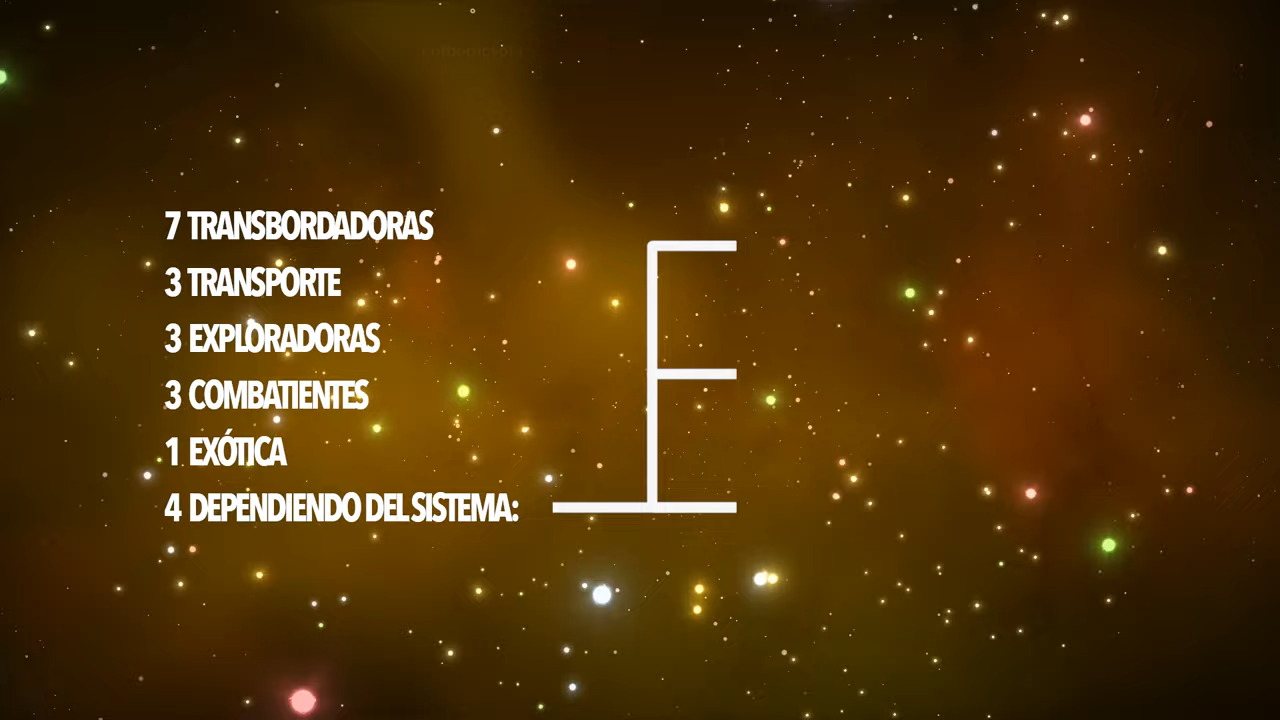 7 TRANSBORDADORAS
3 TRANSPORTE
3 EXPLORADORAS
3 COMBATIENTES
1 EXÓTICA
4 DEPENDIENDO DEL SISTEMA: